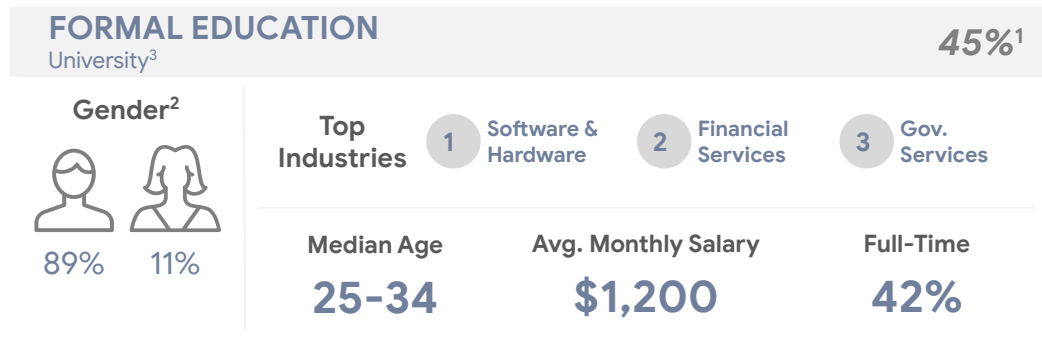 FORMAL EDUCATION
University³
45%¹
Gender²
89% 11%
Top
Industries
1
Software &
Hardware
2
Financial
Services
3
Gov.
Services
Median Age
25-34
Avg. Monthly Salary
$1,200
Full-Time
42%